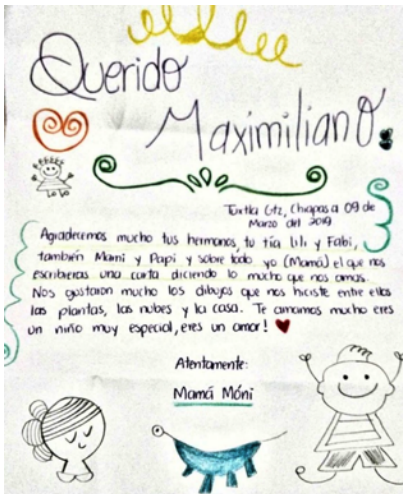 Querido
Maximiliano.
Tuxtla Gtz, Chiapas a 09 de
Marzo del 2019
Agradecemos mucho tus hermanos, tu tía Lili y Fabi,
también Mami y Papi y sobre todo yo (Mamá) el que nos
escribieras una carta diciendo lo mucho que nos amas.
Nos gustaron mucho los dibujos que nos hiciste entre ellos
las plantas, las nubes y la casa. Te amamos mucho eres
un niño muy especial, eres un amor!
Atentamente:
Mamá Móni